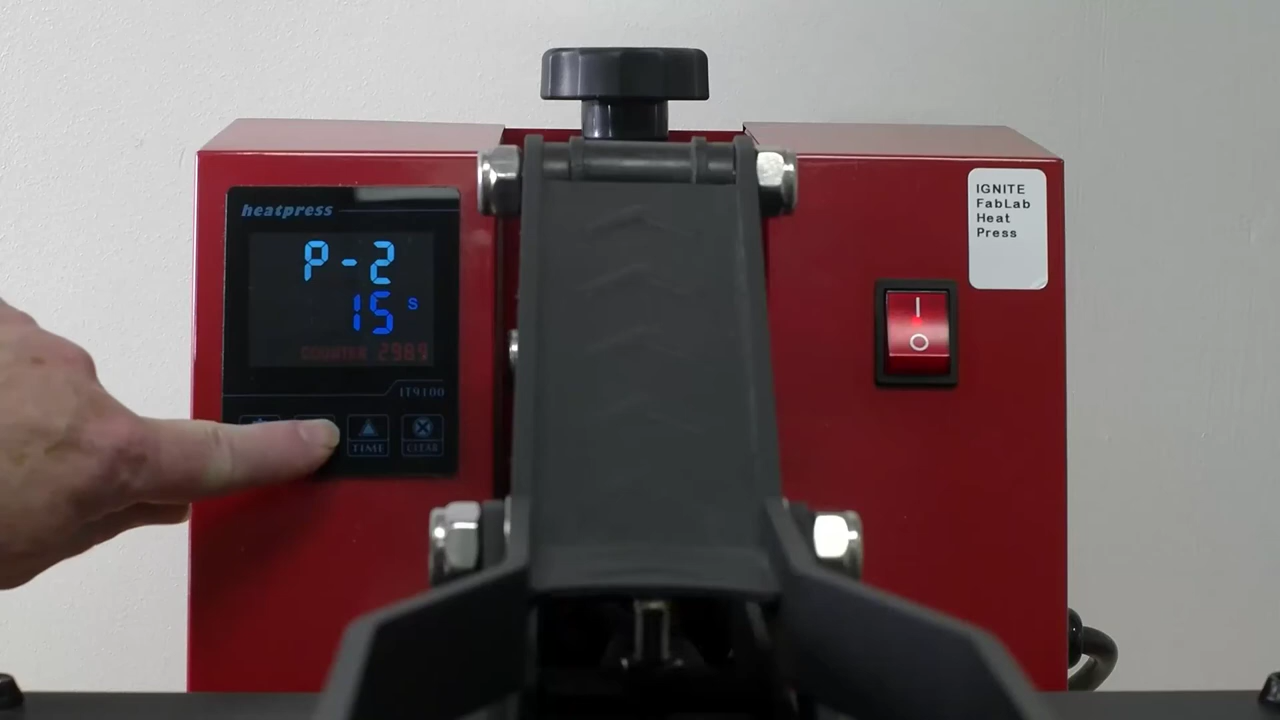 heatpress
P-2
15 s
COUNTER 2989
IT9100
TIME
CLEAR
IGNITE
FabLab
Heat
Press